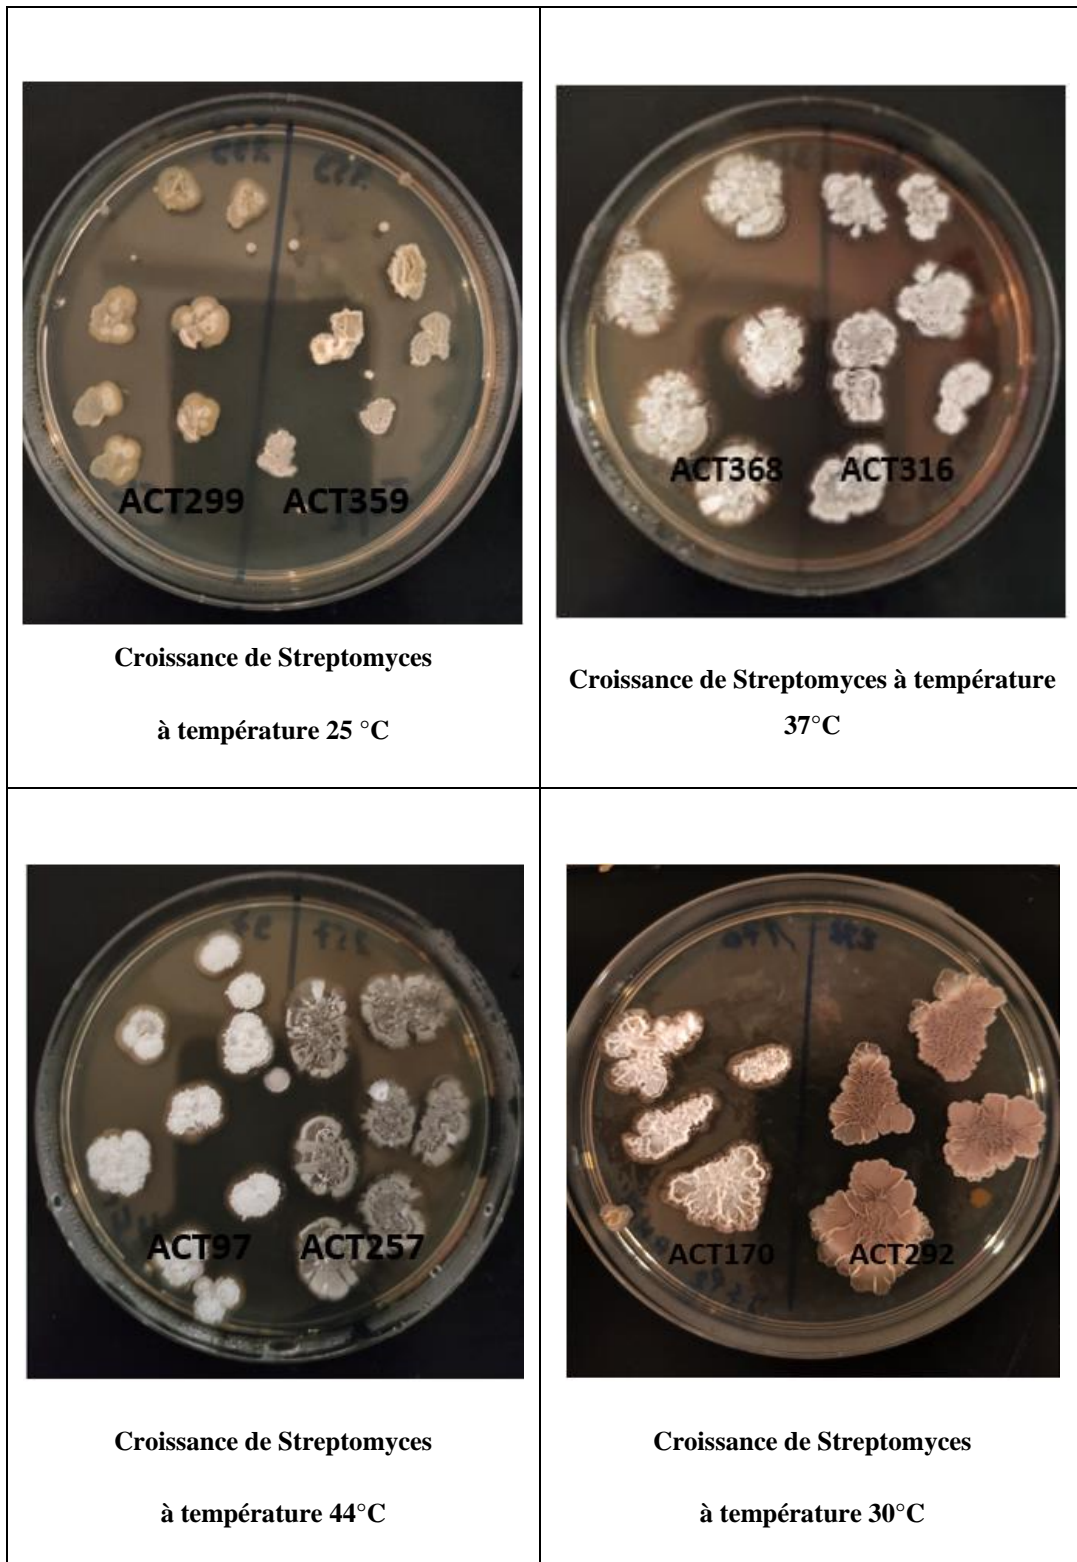 ACT299 ACT359
Croissance de Streptomyces
à température 25 °C
ACT368 ACT316
Croissance de Streptomyces à température
37°C
ACT97 ACT257
Croissance de Streptomyces
à température 44°C
ACT170 ACT292
Croissance de Streptomyces
à température 30°C